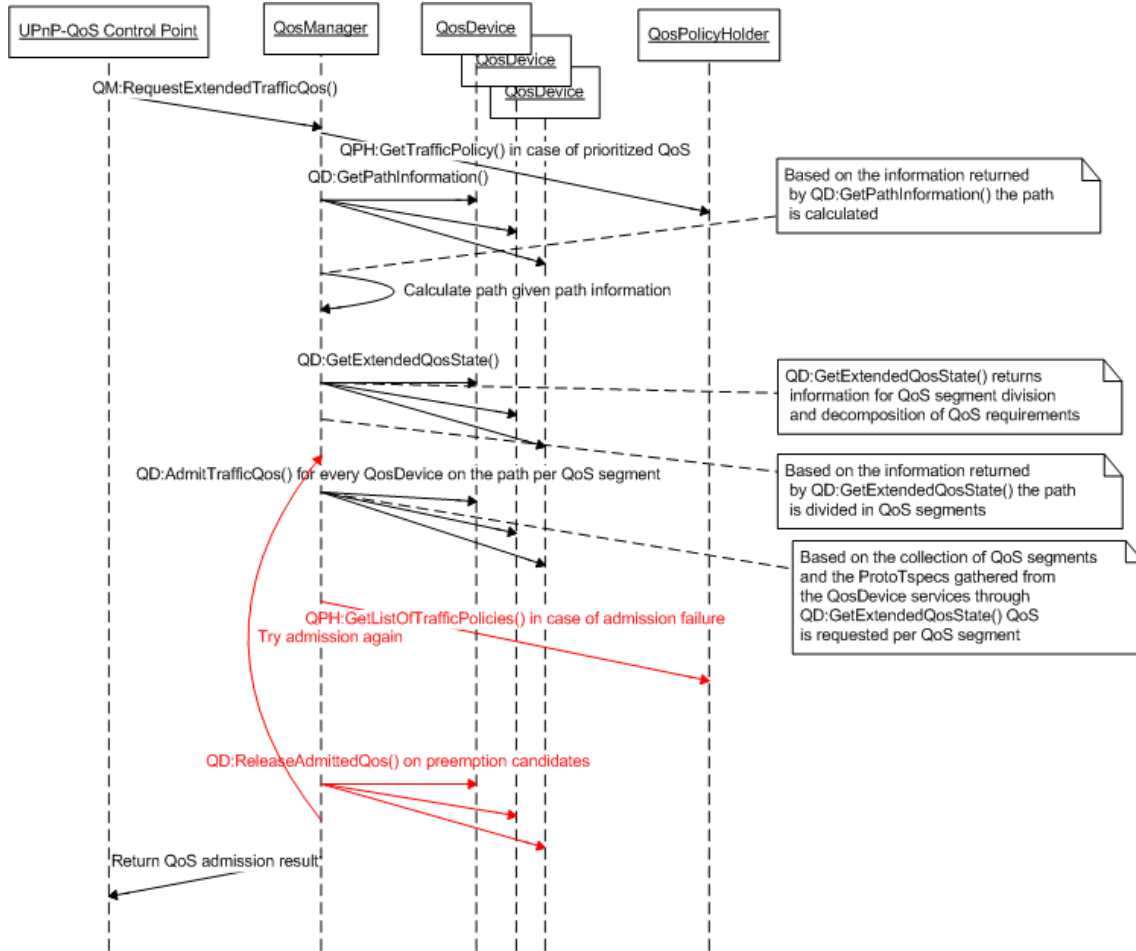 UPnP-QoS Control Point
QosManager
QosDevice
QosDevice
QosDevice
QosPolicyHolder
QM:RequestExtendedTrafficQos()
QPH:GetTrafficPolicy() in case of prioritized QoS
QD:GetPathInformation()
Based on the information returned
by QD:GetPathInformation() the path
is calculated
Calculate path given path information
QD:GetExtendedQosState()
QD:GetExtendedQosState() returns
information for QoS segment division
and decomposition of QoS requirements
QD:AdmitTrafficQos() for every QosDevice on the path per QoS segment
Based on the information returned
by QD:GetExtendedQosState() the path
is divided in QoS segments
Based on the collection of QoS segments
and the ProtoTspecs gathered from
the QosDevice services through
QD:GetExtendedQosState() QoS
is requested per QoS segment
QPH:GetListOfTrafficPolicies() in case of admission failure
Try admission again
QD:ReleaseAdmittedQos() on preemption candidates
Return QoS admission result